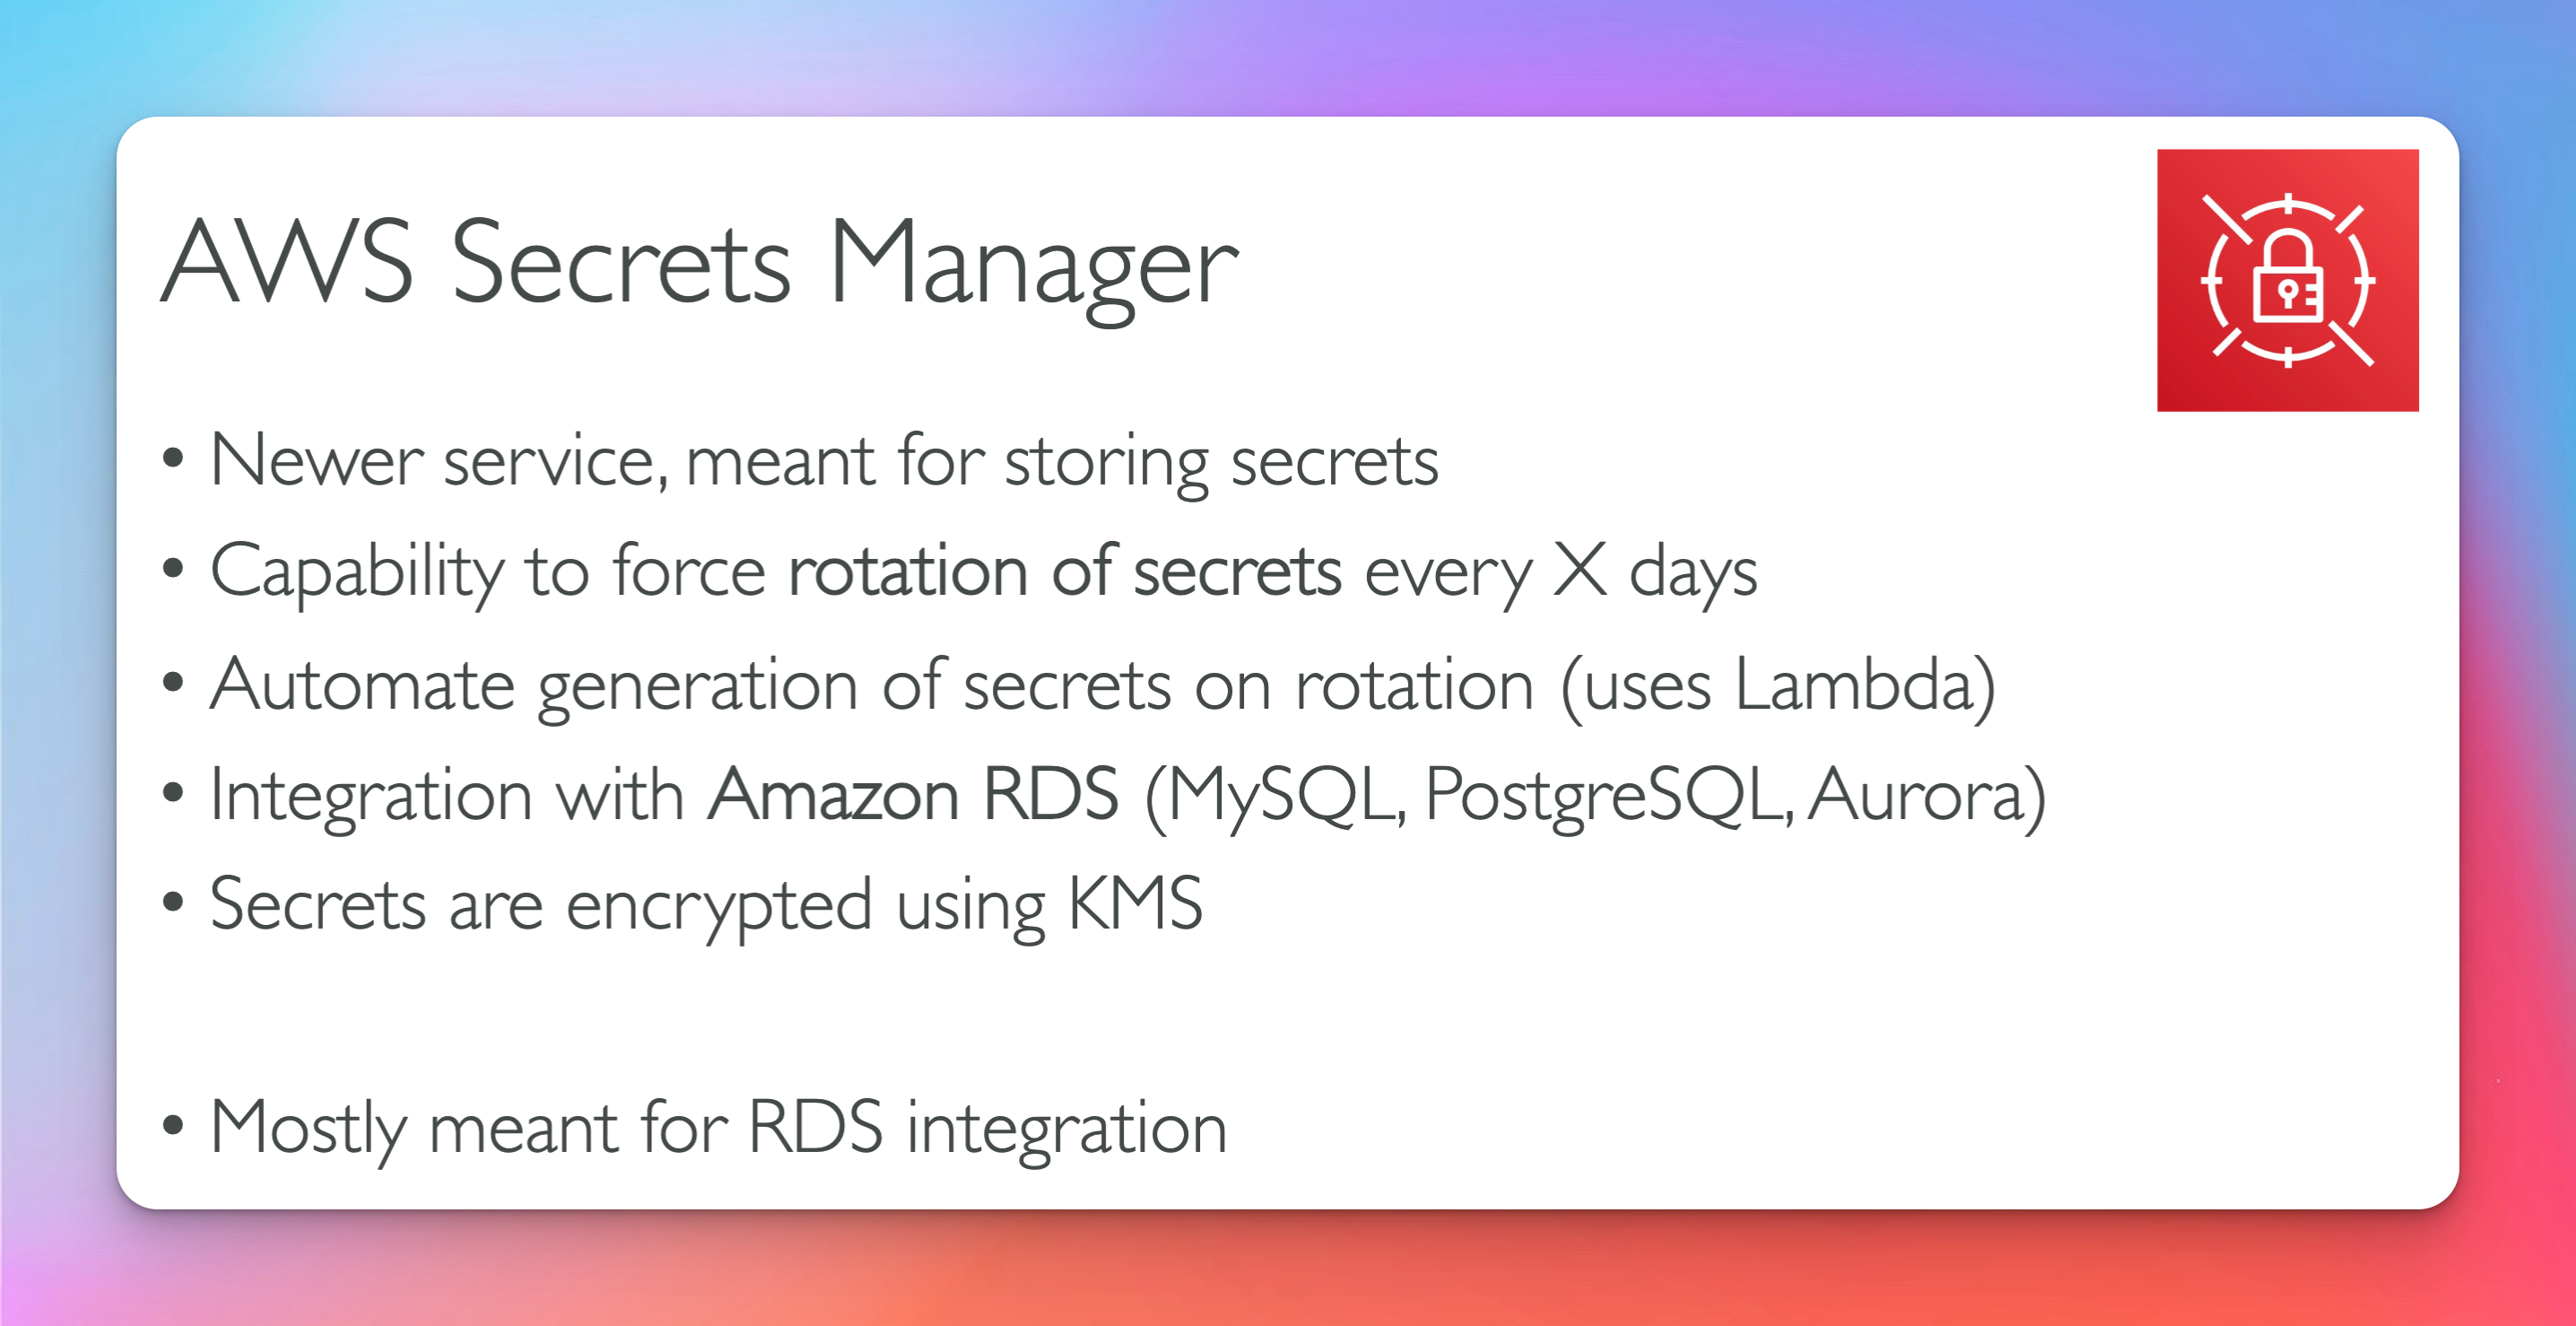 AWS Secrets Manager
• Newer service, meant for storing secrets
• Capability to force rotation of secrets every X days
• Automate generation of secrets on rotation (uses Lambda)
• Integration with Amazon RDS (MySQL, PostgreSQL, Aurora)
• Secrets are encrypted using KMS
• Mostly meant for RDS integration